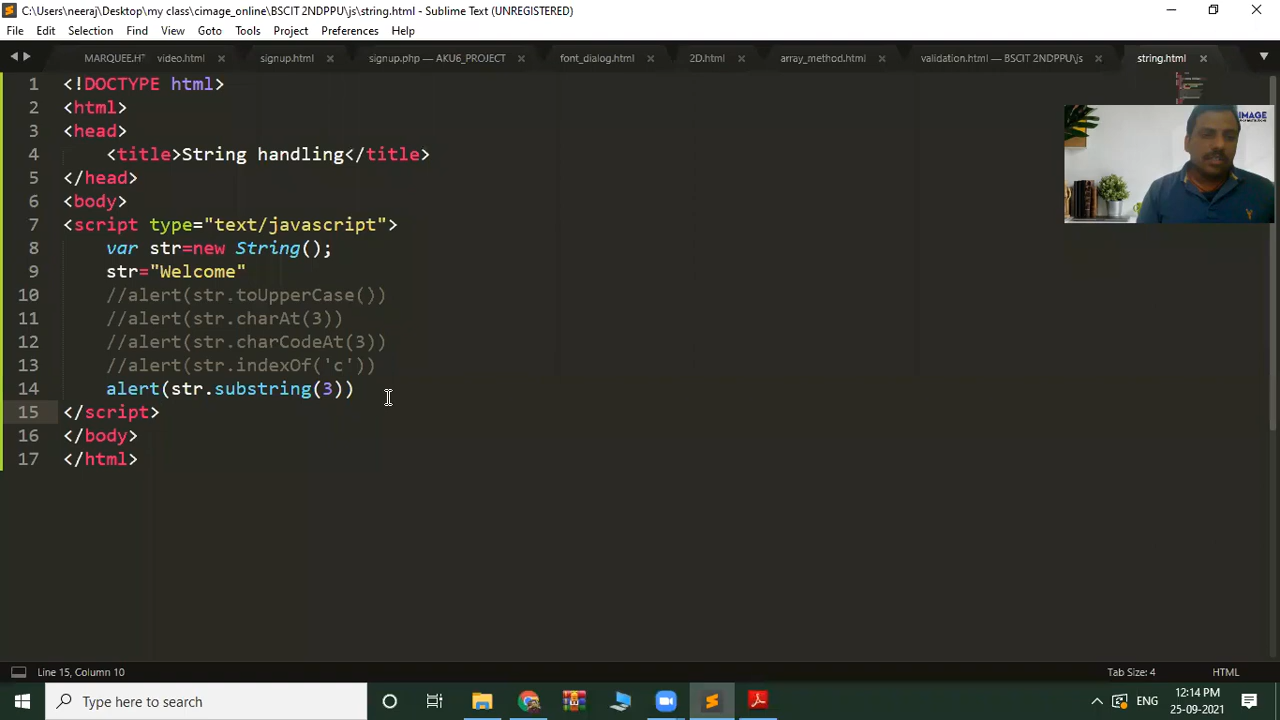 C:\Users\neeraj\Desktop\my class\cimage_online\BSCIT 2NDPPU\js\string.html - Sublime Text (UNREGISTERED)
File Edit Selection Find View Goto Tools Project Preferences Help
MARQUEE.H video.html signup.html signup.php — AKU6_PROJECT font_dialog.html 2D.html array_method.html validation.html — BSCIT 2NDPPU\js string.html
1 <!DOCTYPE html>
2 <html>
3 <head>
4 <title>String handling</title>
5 </head>
6 <body>
7 <script type="text/javascript">
8 var str=new String();
9 str="Welcome"
10 //alert(str.toUpperCase())
11 //alert(str.charAt(3))
12 //alert(str.charCodeAt(3))
13 //alert(str.indexOf('c'))
14 alert(str.substring(3))
15 </script>
16 </body>
17 </html>
IMAGE
Line 15, Column 10 Tab Size: 4 HTML
Type here to search ENG 12:14 PM
25-09-2021